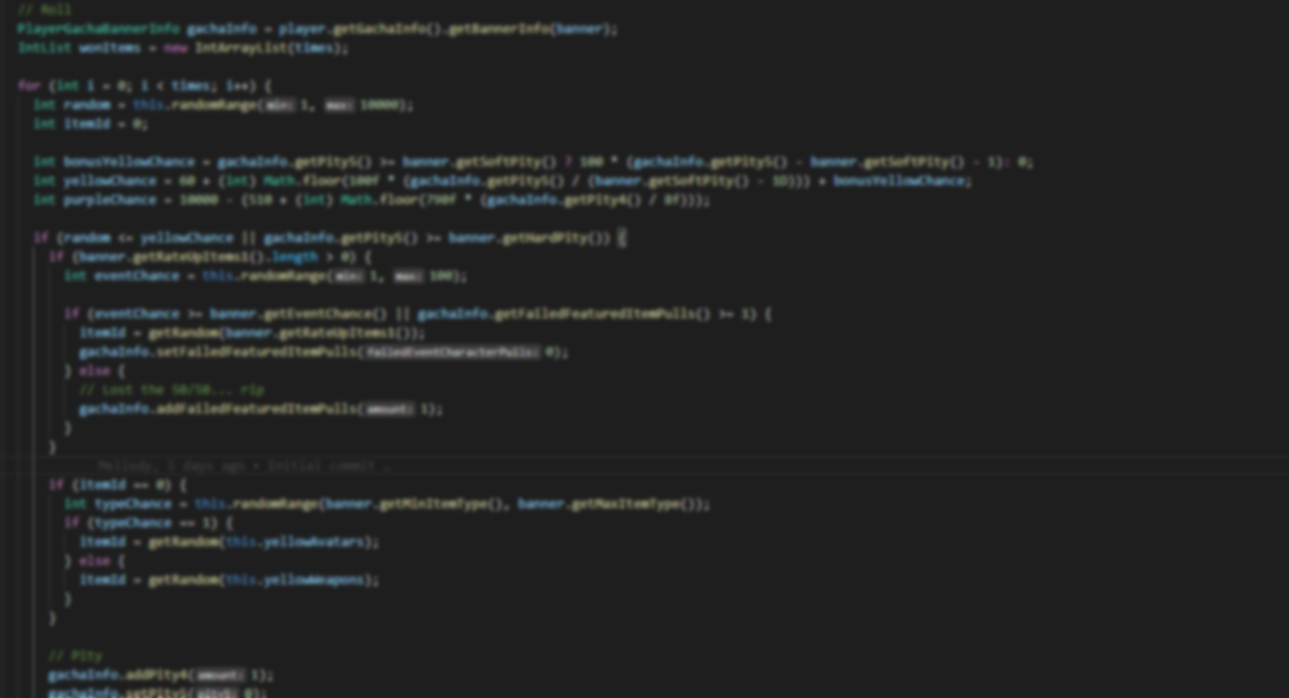 // Roll
PlayerGachaBannerInfo gachaInfo = player.getGachaInfo().getBannerInfo(banner);
IntList wonItems = new IntArrayList(times);
for (int i = 0; i < times; i++) {
int random = this.randomRange(min: 1, max: 10000);
int itemId = 0;
int bonusYellowChance = gachaInfo.getPity5() >= banner.getSoftPity() ? 100 * (gachaInfo.getPity5() - banner.getSoftPity() - 1): 0;
int yellowChance = 60 + (int) Math.floor(100f * (gachaInfo.getPity5() / (banner.getSoftPity() - 1D))) + bonusYellowChance;
int purpleChance = 10000 - (510 + (int) Math.floor(790f * (gachaInfo.getPity4() / 8f)));
if (random <= yellowChance || gachaInfo.getPity5() >= banner.getHardPity()) {
if (banner.getRateUpItems1().length > 0) {
int eventChance = this.randomRange(min: 1, max: 100);
if (eventChance >= banner.getEventChance() || gachaInfo.getFailedFeaturedItemPulls() >= 1) {
itemId = getRandom(banner.getRateUpItems1());
gachaInfo.setFailedFeaturedItemPulls(failedEventCharacterPulls: 0);
} else {
// Lost the 50/50... rip
gachaInfo.addFailedFeaturedItemPulls(amount: 1);
}
}
Melledy, 5 days ago • Initial commit …
if (itemId == 0) {
int typeChance = this.randomRange(banner.getMinItemType(), banner.getMaxItemType());
if (typeChance == 1) {
itemId = getRandom(this.yellowAvatars);
} else {
itemId = getRandom(this.yellowWeapons);
}
}
// Pity
gachaInfo.addPity4(amount: 1);
gachaInfo.setPity5(pity5: 0);